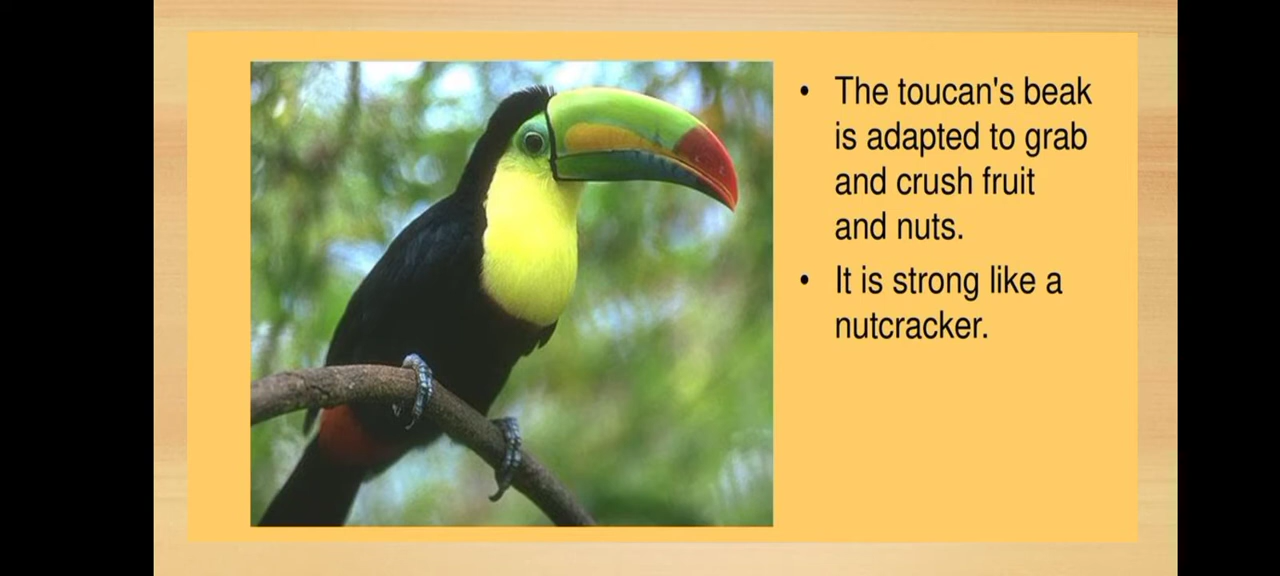 • The toucan's beak
is adapted to grab
and crush fruit
and nuts.
• It is strong like a
nutcracker.